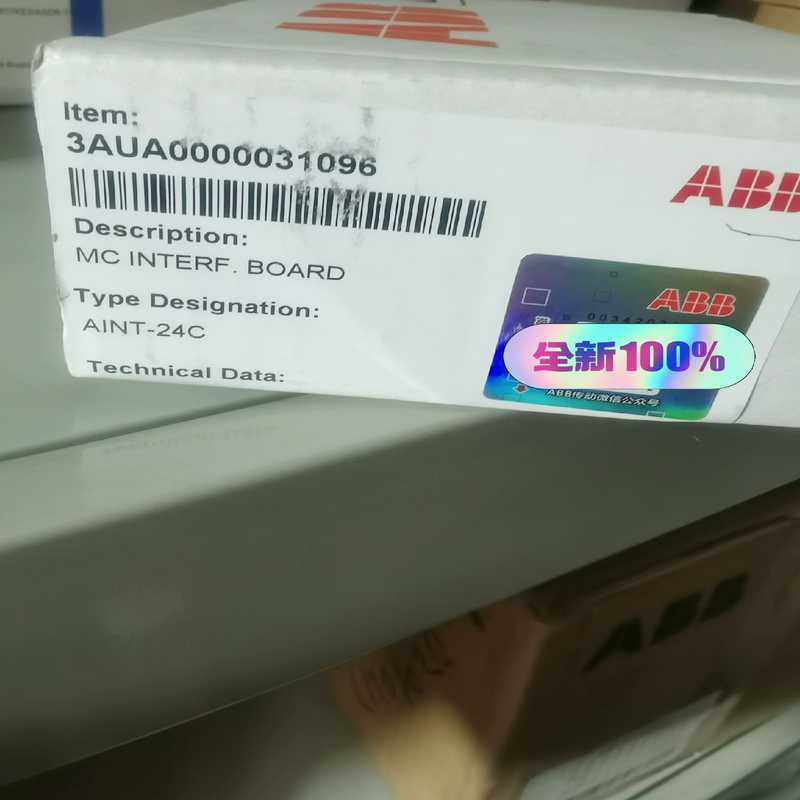 Item:
3AUA0000031096
ABB
Description:
MC INTERF. BOARD
Type Designation:
AINT-24C
Technical Data:
ABB
全新100%
ABB传动微信公众号
ABB